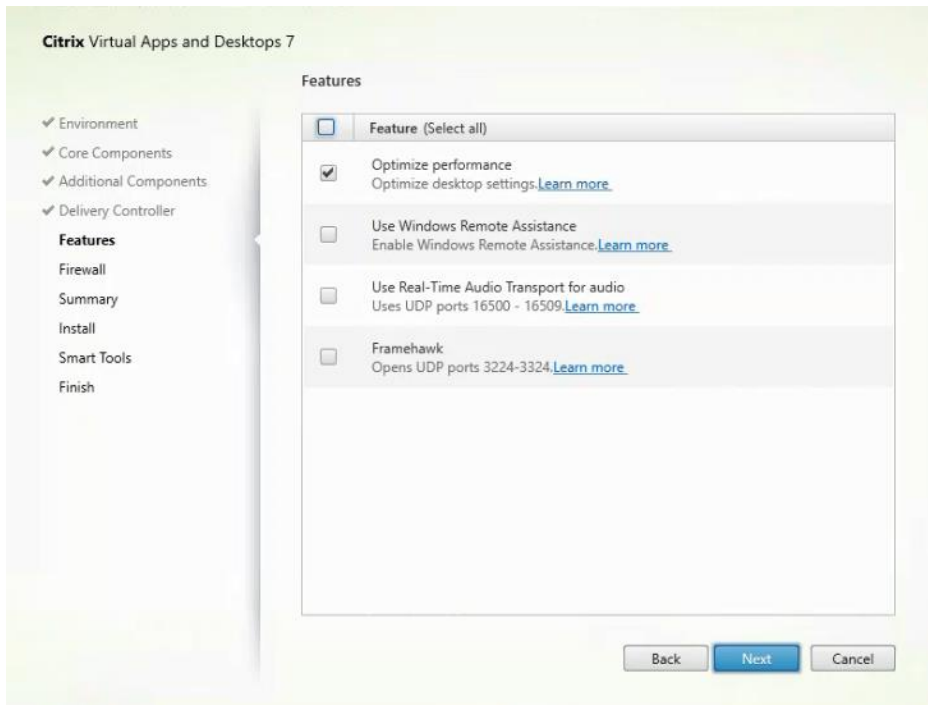 Citrix Virtual Apps and Desktops 7
Features
Environment
Core Components
Additional Components
Delivery Controller
Features
Firewall
Summary
Install
Smart Tools
Finish
Feature (Select all)
Optimize performance
Optimize desktop settings.Learn more
Use Windows Remote Assistance
Enable Windows Remote Assistance.Learn more
Use Real-Time Audio Transport for audio
Uses UDP ports 16500 - 16509.Learn more
Framehawk
Opens UDP ports 3224-3324.Learn more
Back Next Cancel